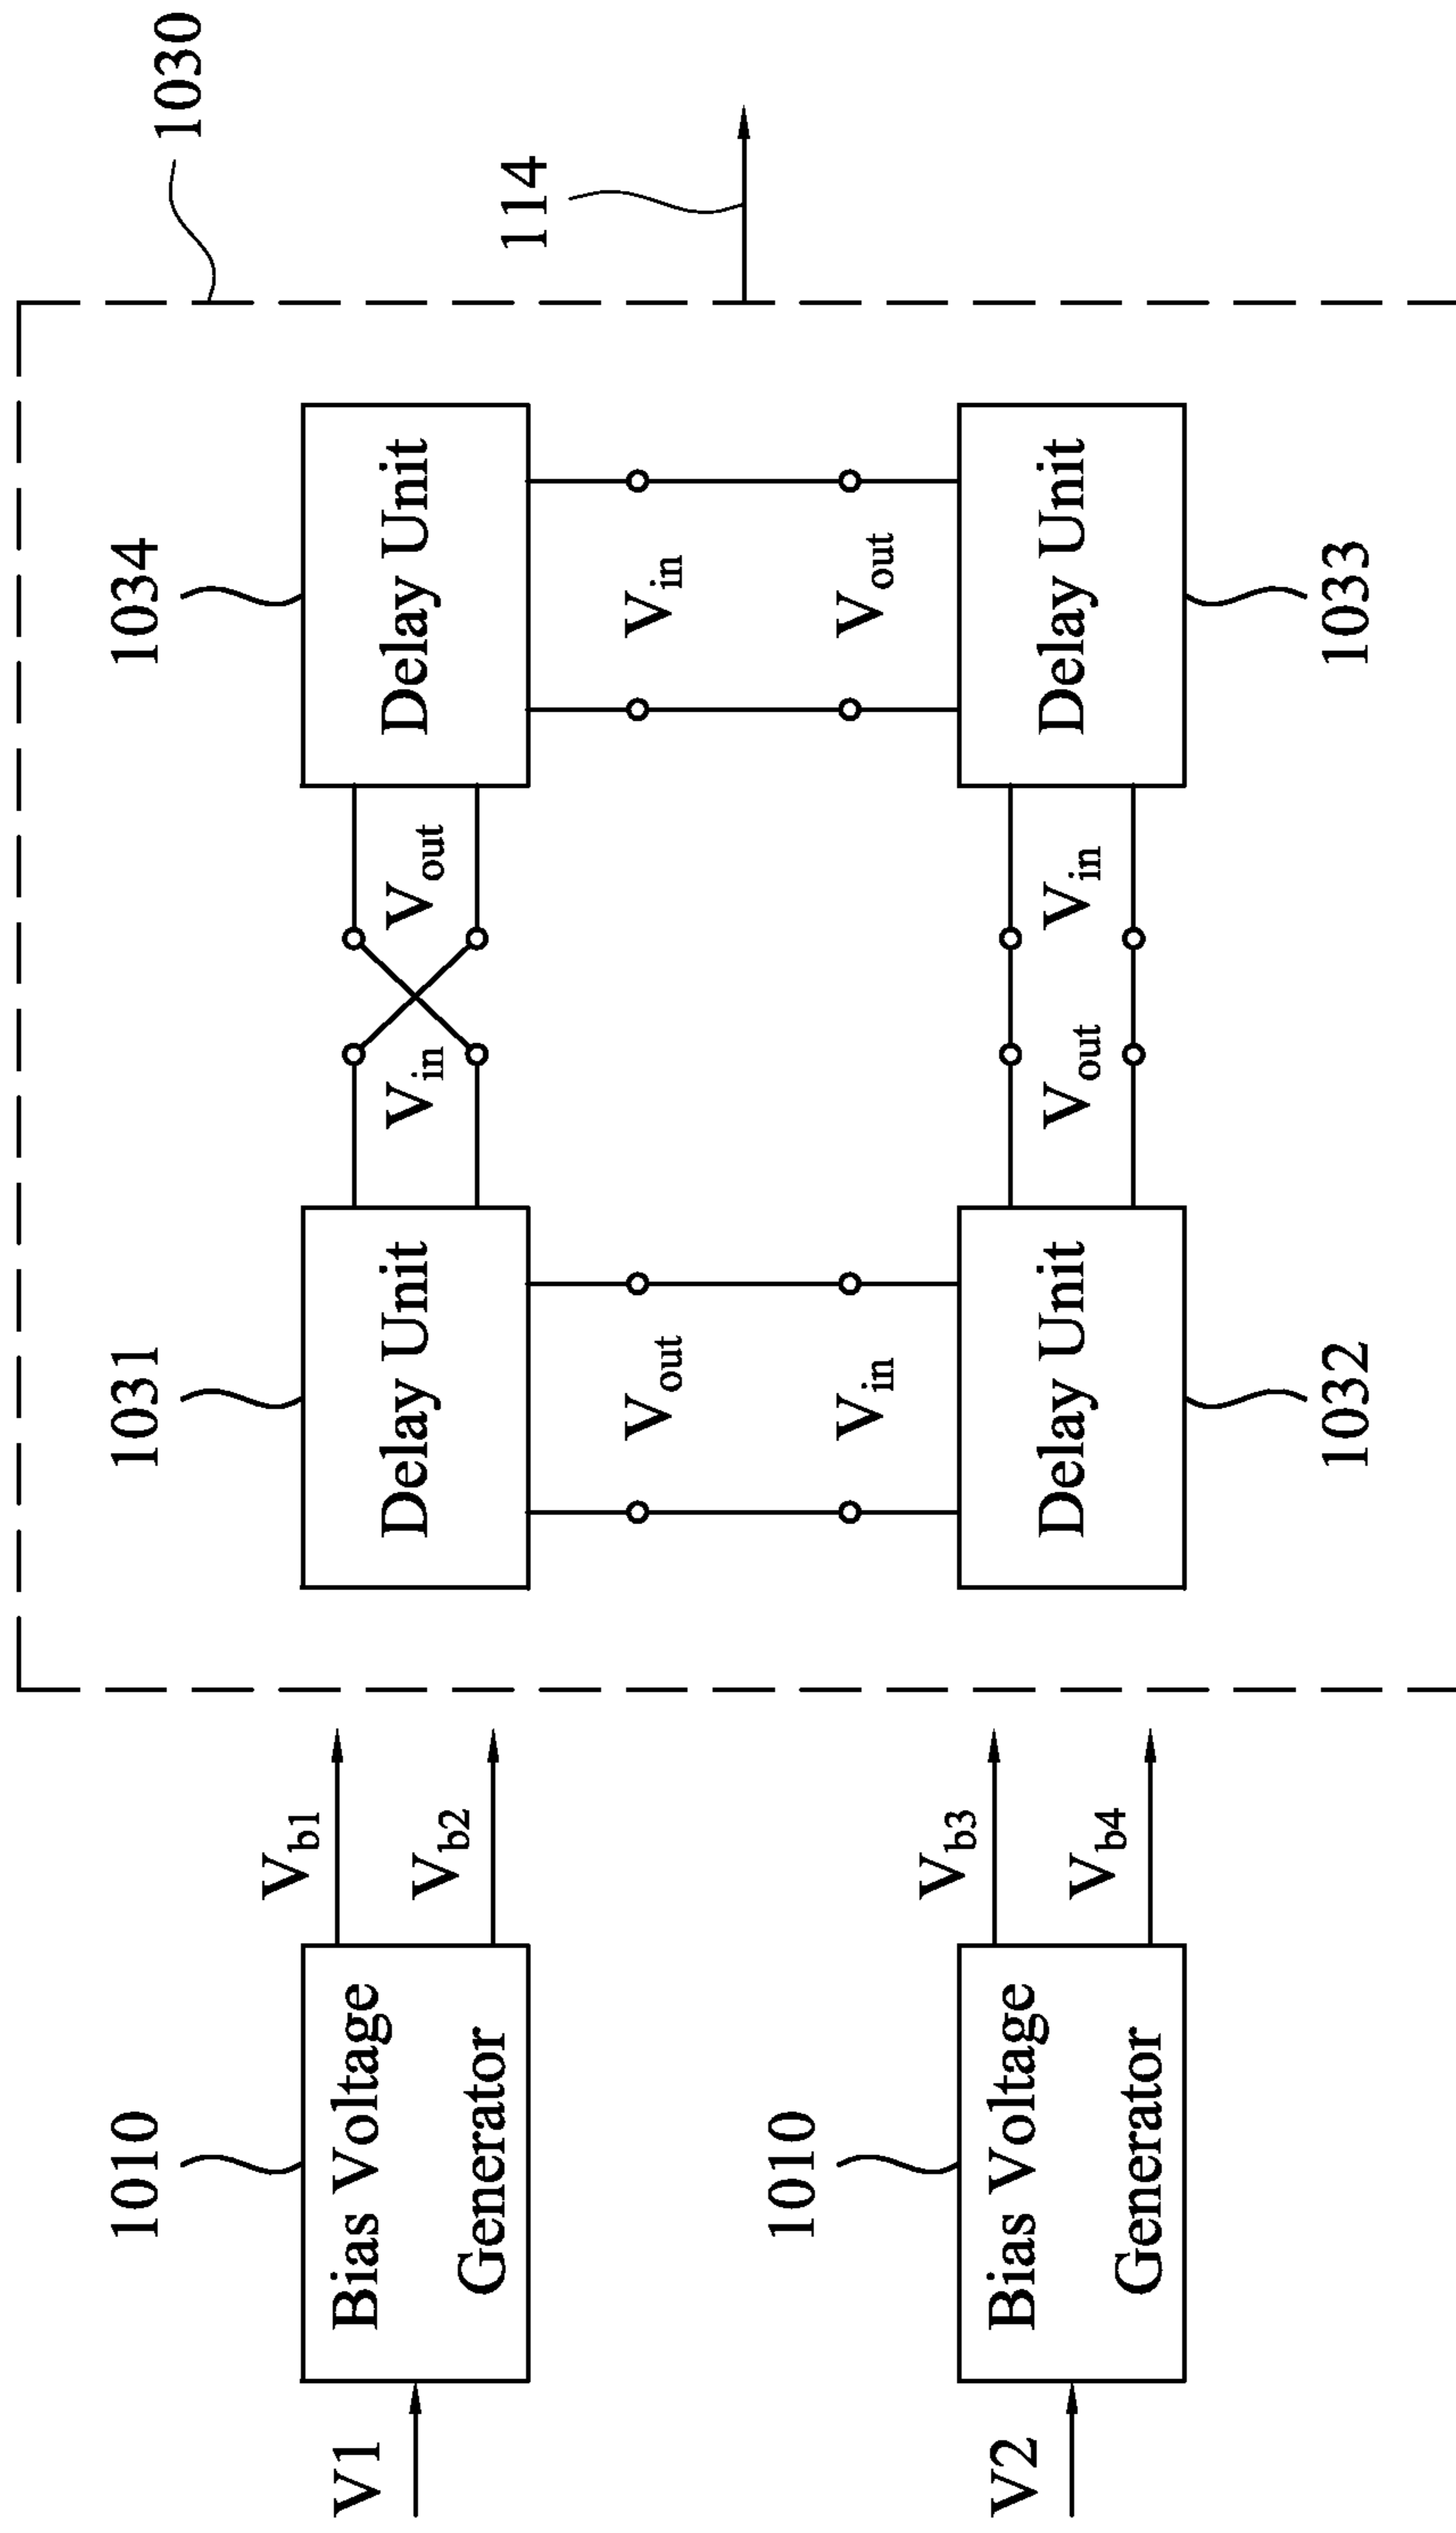 1030
114
1031
1034
Delay Unit
Delay Unit
V_in
V_out
V_out
V_in
V_in
V_out
Delay Unit
Delay Unit
V_out
V_in
1032
1033
1010
V1
Bias Voltage
Generator
V_b1
V_b2
1010
V2
Bias Voltage
Generator
V_b3
V_b4